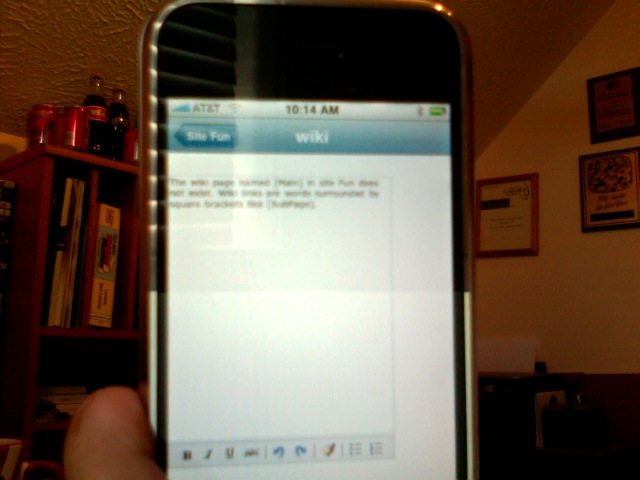 AT&T 10:14 AM
Site Fun wiki
The wiki page named [Main] in site Fun does
not exist. Wiki links are words surrounded by
square brackets like [SubPage].
B I U ABC